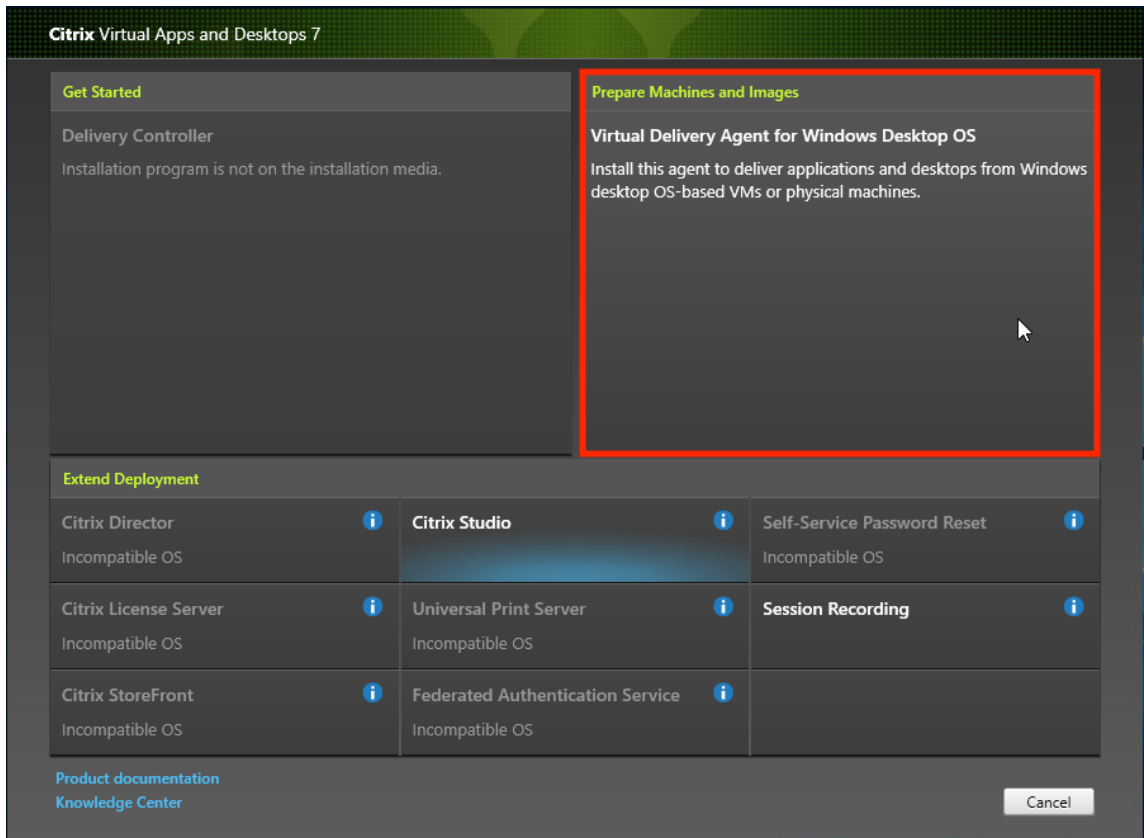 Citrix Virtual Apps and Desktops 7
Get Started
Delivery Controller
Installation program is not on the installation media.
Prepare Machines and Images
Virtual Delivery Agent for Windows Desktop OS
Install this agent to deliver applications and desktops from Windows
desktop OS-based VMs or physical machines.
Extend Deployment
Citrix Director
Incompatible OS
Citrix Studio
Self-Service Password Reset
Incompatible OS
Citrix License Server
Incompatible OS
Universal Print Server
Incompatible OS
Session Recording
Citrix StoreFront
Incompatible OS
Federated Authentication Service
Incompatible OS
Product documentation
Knowledge Center
Cancel